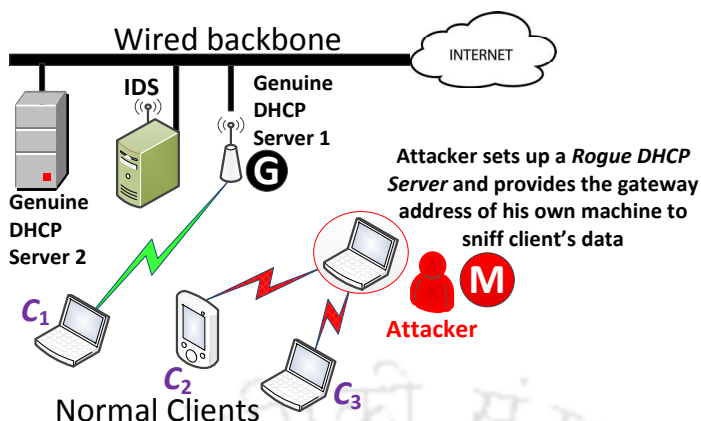 Wired backbone
INTERNET
IDS
Genuine
DHCP
Server 1
G
Genuine
DHCP
Server 2
Attacker sets up a Rogue DHCP
Server and provides the gateway
address of his own machine to
sniff client's data
M
Attacker
C1
C2
C3
Normal Clients